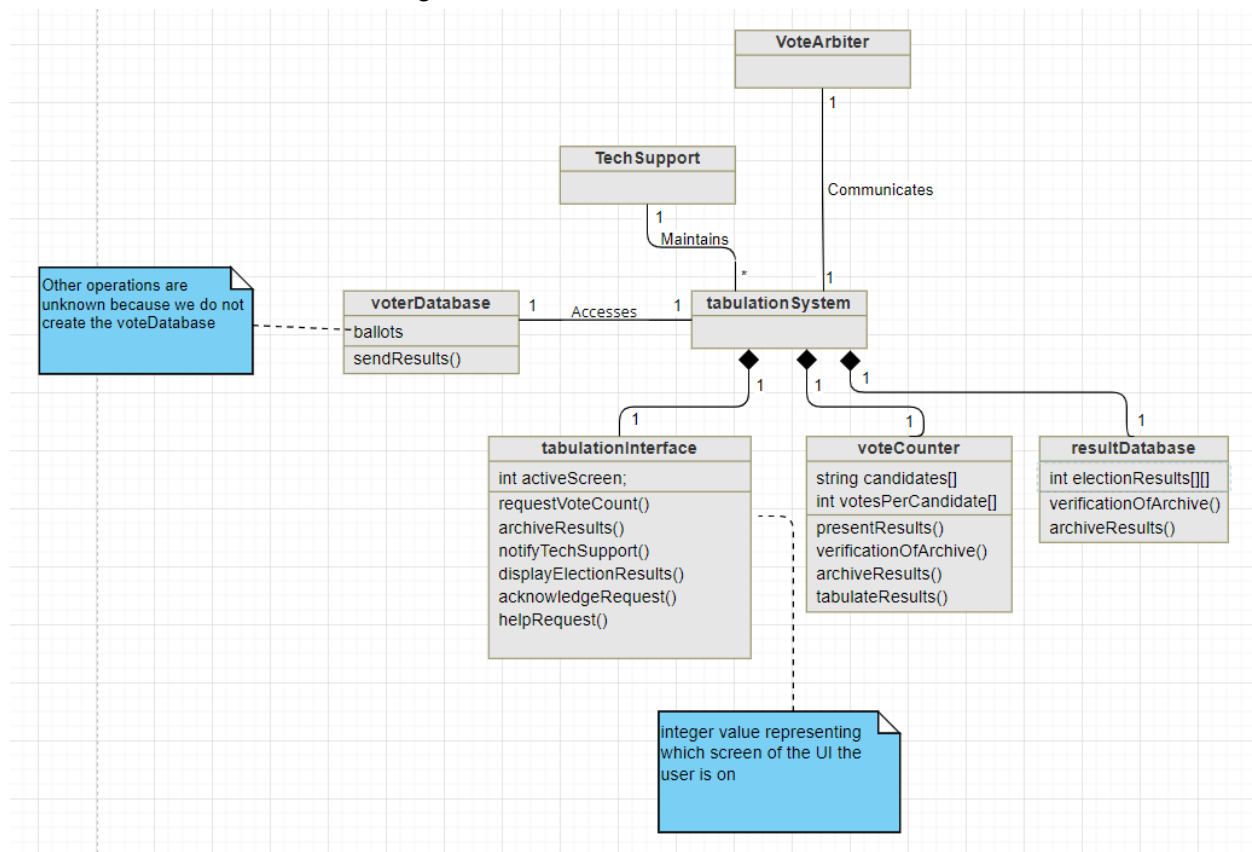 VoteArbiter
1
Communicates
1
TechSupport
1
Maintains
*
Other operations are
unknown because we do not
create the voteDatabase
voterDatabase
ballots
sendResults()
1
Accesses
1
tabulationSystem
1
1
1
1
1
1
tabulationInterface
int activeScreen;
requestVoteCount()
archiveResults()
notifyTechSupport()
displayElectionResults()
acknowledgeRequest()
helpRequest()
voteCounter
string candidates[]
int votesPerCandidate[]
presentResults()
verificationOfArchive()
archiveResults()
tabulateResults()
resultDatabase
int electionResults[][]
verificationOfArchive()
archiveResults()
integer value representing
which screen of the UI the
user is on